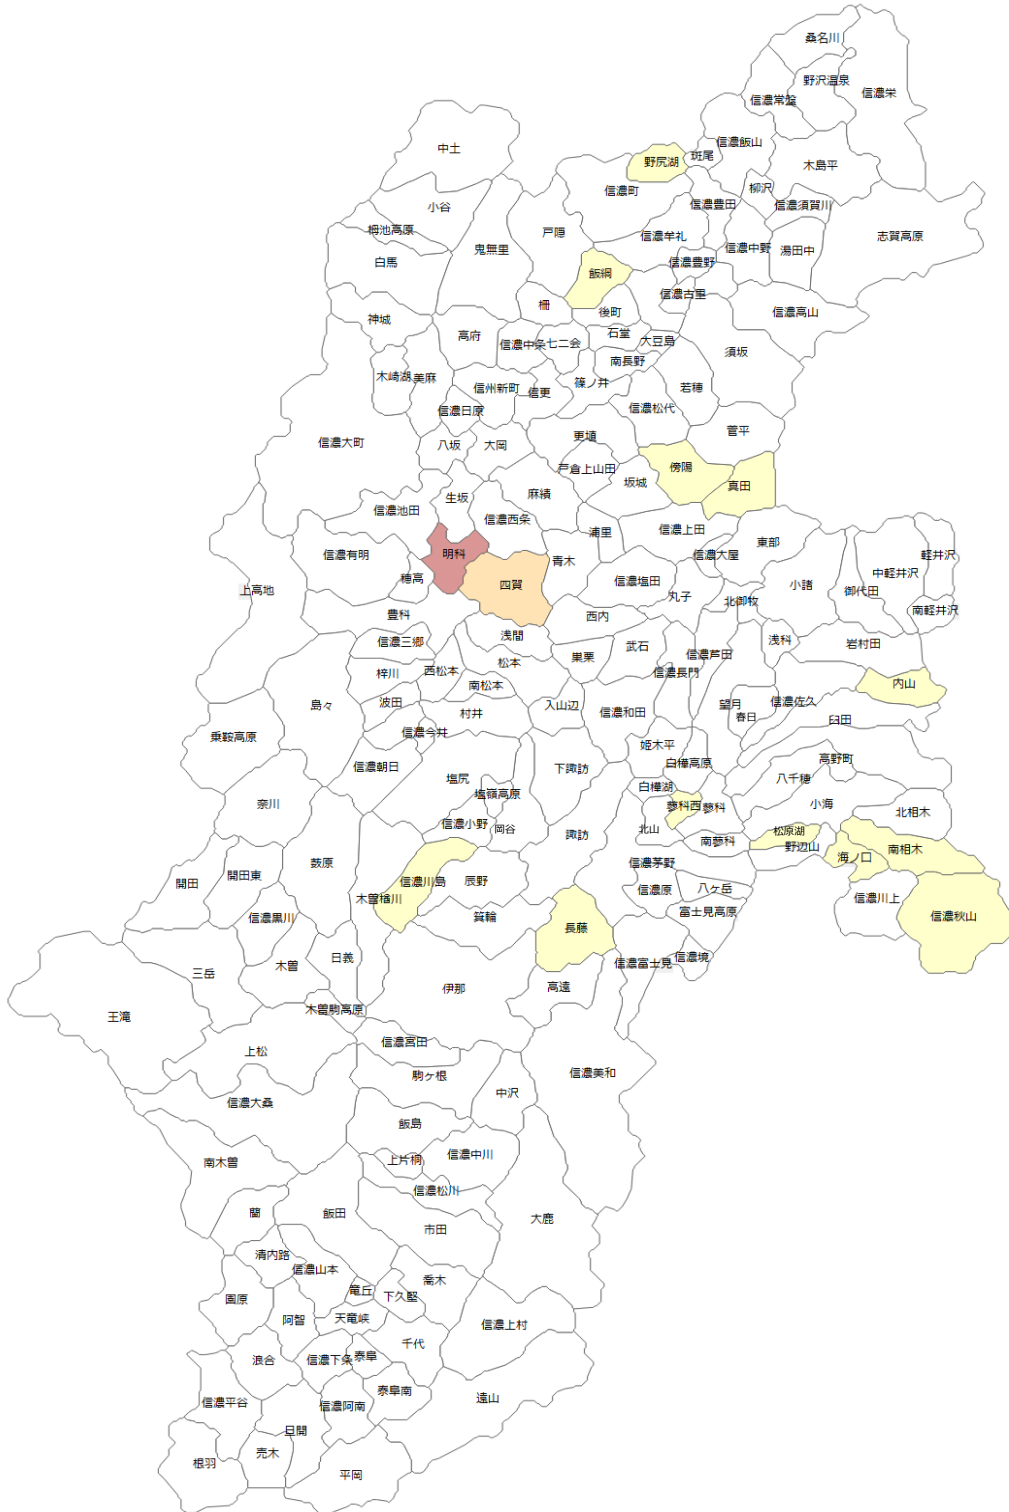 桑名川
野沢温泉
信濃栄
信濃常盤
信濃飯山
中土
斑尾
野尻湖
木島平
柳沢
信濃町
小谷
信濃豊田
信濃須賀川
栂池高原
戸隠
信濃牟礼
志賀高原
鬼無里
信濃中野
湯田中
白馬
信濃豊野
飯綱
信濃古里
柵
後町
信濃高山
神城
高府
石堂
信濃中条
七二会
大豆島
須坂
南長野
木崎湖
美麻
篠ノ井
信州新町
信更
若穂
信濃日原
信濃松代
菅平
信濃大町
八坂
大岡
更埴
戸倉上山田
傍陽
坂城
真田
麻績
生坂
信濃池田
信濃西条
浦里
信濃上田
東部
明科
信濃有明
信濃大屋
軽井沢
青木
中軽井沢
穂高
四賀
信濃塩田
小諸
上高地
御代田
丸子
北御牧
南軽井沢
豊科
西内
浅間
信濃三郷
武石
浅科
岩村田
巣栗
松本
信濃芦田
西松本
梓川
信濃長門
南松本
内山
波田
島々
入山辺
望月
信濃佐久
村井
信濃和田
春日
臼田
乗鞍高原
信濃今井
姫木平
高野町
信濃朝日
下諏訪
白樺高原
塩尻
八千穂
白樺湖
塩嶺高原
奈川
蓼科西
蓼科
小海
北相木
信濃小野
岡谷
北山
諏訪
松原湖
南蓼科
野辺山
南相木
海ノ口
薮原
信濃茅野
開田
開田東
信濃川島
辰野
八ヶ岳
信濃原
木曽楢川
信濃川上
富士見高原
信濃黒川
箕輪
信濃秋山
長藤
日義
信濃境
木曽
信濃富士見
三岳
伊那
高遠
木曽駒高原
王滝
信濃宮田
上松
信濃美和
駒ヶ根
中沢
信濃大桑
飯島
信濃中川
上片桐
南木曽
信濃松川
蘭
飯田
大鹿
市田
清内路
信濃山本
喬木
竜丘
下久堅
園原
天竜峡
阿智
信濃上村
千代
泰阜
浪合
信濃下条
泰阜南
遠山
信濃平谷
信濃阿南
旦開
売木
根羽
平岡